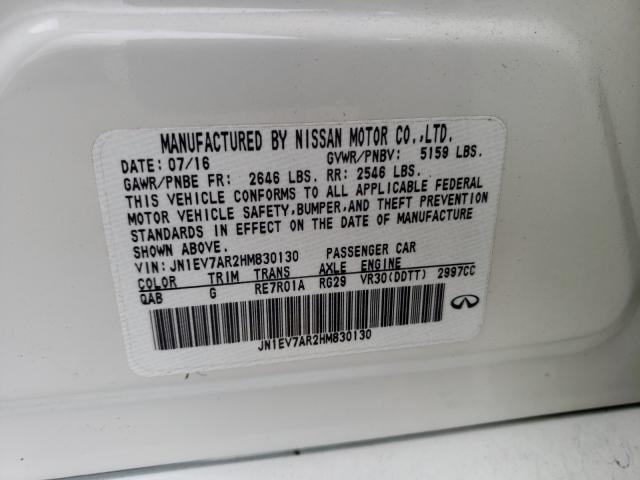 MANUFACTURED BY NISSAN MOTOR CO.,LTD.
DATE: 07/16 GVWR/PNBV: 5159 LBS.
GAWR/PNBE FR: 2646 LBS. RR: 2546 LBS.
THIS VEHICLE CONFORMS TO ALL APPLICABLE FEDERAL
MOTOR VEHICLE SAFETY,BUMPER,AND THEFT PREVENTION
STANDARDS IN EFFECT ON THE DATE OF MANUFACTURE
SHOWN ABOVE.
VIN: JN1EV7AR2HM830130 PASSENGER CAR
COLOR TRIM TRANS AXLE ENGINE
QAB G RE7R01A RG29 VR30(DDTT) 2997CC
JN1EV7AR2HM830130